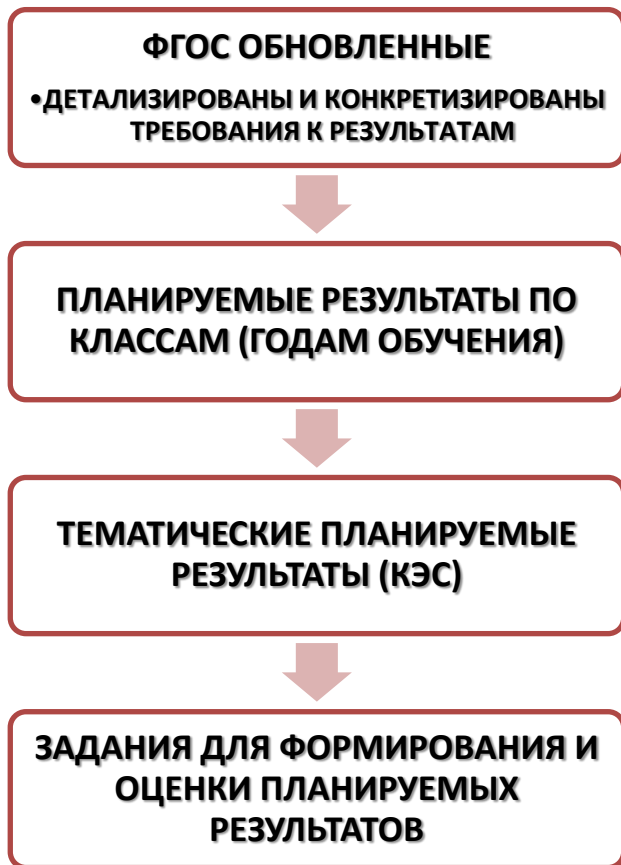 ФГОС ОБНОВЛЕННЫЕ
•ДЕТАЛИЗИРОВАНЫ И КОНКРЕТИЗИРОВАНЫ
ТРЕБОВАНИЯ К РЕЗУЛЬТАТАМ
ПЛАНИРУЕМЫЕ РЕЗУЛЬТАТЫ ПО
КЛАССАМ (ГОДАМ ОБУЧЕНИЯ)
ТЕМАТИЧЕСКИЕ ПЛАНИРУЕМЫЕ
РЕЗУЛЬТАТЫ (КЭС)
ЗАДАНИЯ ДЛЯ ФОРМИРОВАНИЯ И
ОЦЕНКИ ПЛАНИРУЕМЫХ
РЕЗУЛЬТАТОВ